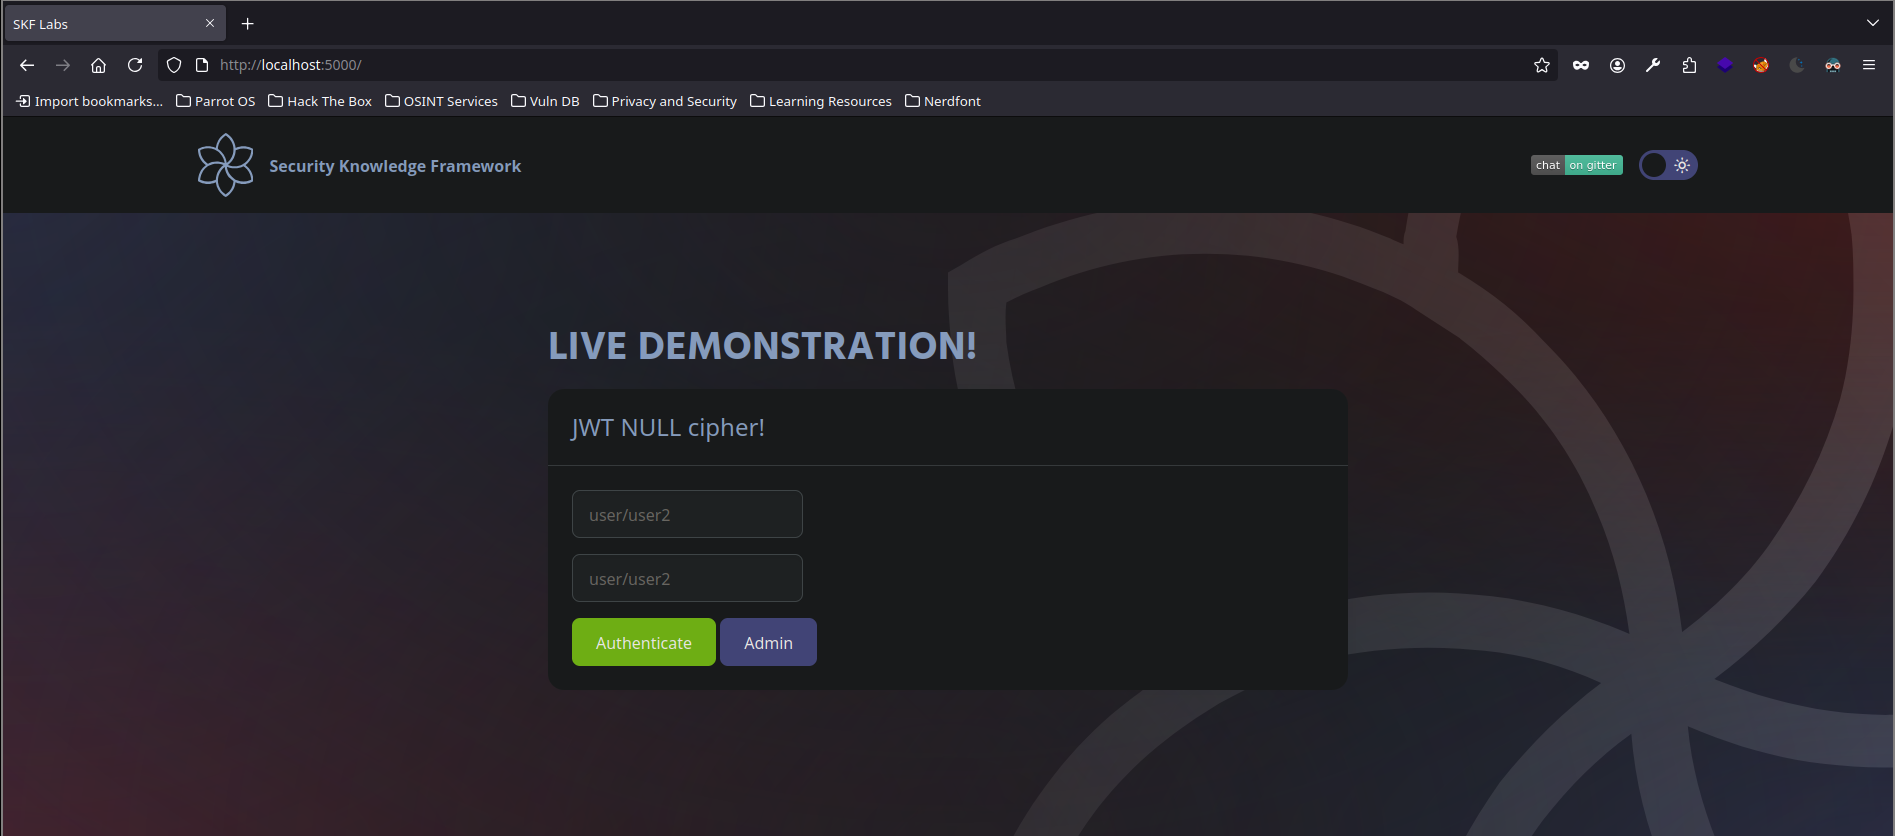 SKF Labs
http://localhost:5000/
Import bookmarks... Parrot OS Hack The Box OSINT Services Vuln DB Privacy and Security Learning Resources Nerdfont
Security Knowledge Framework
chat on gitter
LIVE DEMONSTRATION!
JWT NULL cipher!
user/user2
user/user2
Authenticate Admin